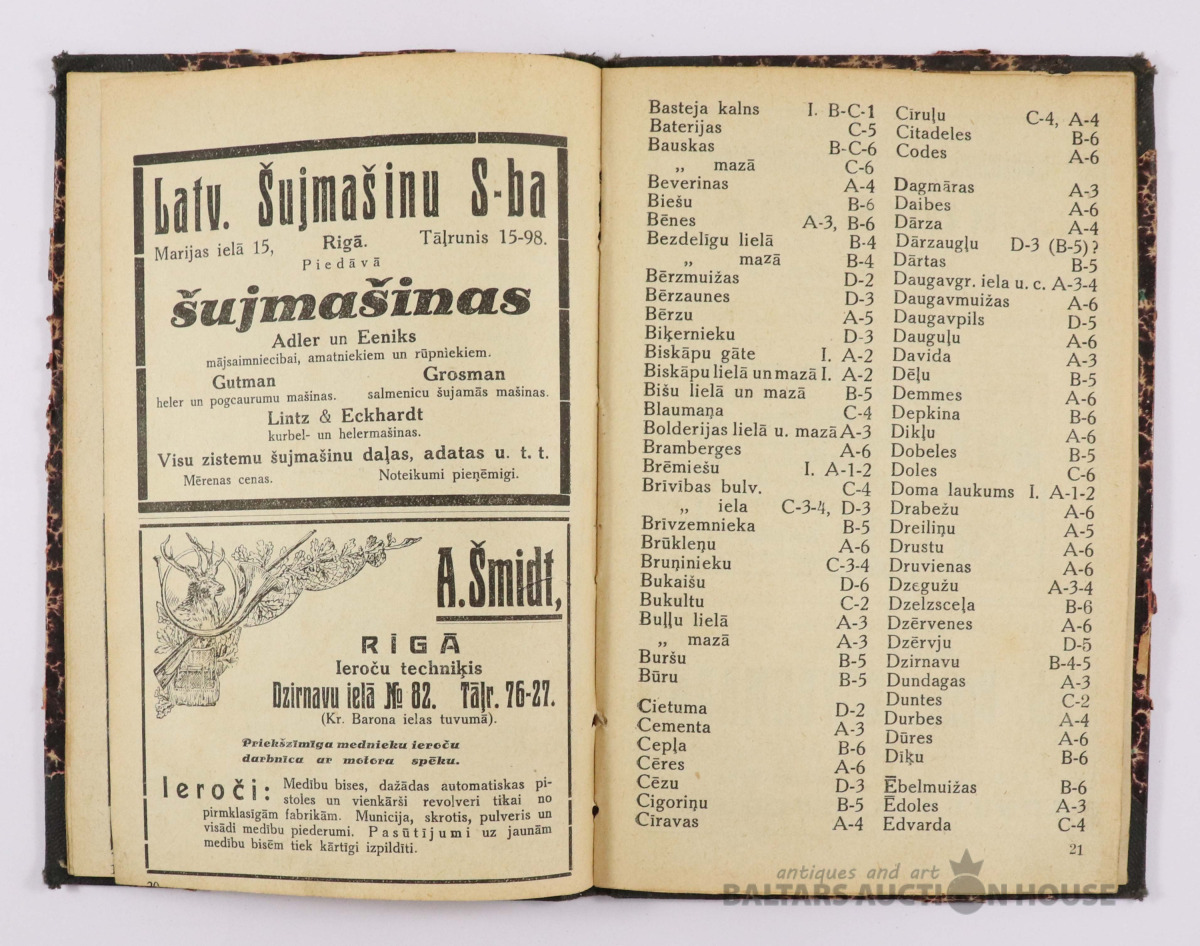 Latv. Šujmašinu S-ba
Marijas ielā 15, Rigā. Tāļrunis 15-98.
Piedāvā
šujmašinas
Adler un Eeniks
mājsaimniecibai, amatniekiem un rūpniekiem.
Gutman Grosman
heler un pogcaurumu mašinas. salmenicu šujamās mašinas.
Lintz & Eckhardt
kurbel- un helermašinas.
Visu zistemu šujmašinu daļas, adatas u. t. t.
Mērenas cenas. Noteikumi pieņēmigi.
A. Šmidt,
RĪGĀ
Ieroču techniķis
Dzirnavu ielā № 82. Tāļr. 76-27.
(Kr. Barona ielas tuvumā).
Priekšzīmīga mednieku ieroču
darbnīca ar motora spēku.
Ieroči: Medību bises, dažādas automatiskas pi-
stoles un vienkārši revolveri tikai no
pirmklasīgām fabrikām. Municija, skrotis, pulveris un
visādi medību piederumi. Pasūtījumi uz jaunām
medību bisēm tiek kārtīgi izpildīti.
20
Basteja kalns I. B-C-1
Baterijas C-5
Bauskas B-C-6
„ mazā C-6
Beverinas A-4
Biešu B-6
Bēnes A-3, B-6
Bezdelīgu lielā B-4
„ mazā B-4
Bērzmuižas D-2
Bērzaunes D-3
Bērzu A-5
Biķernieku D-3
Biskāpu gāte I. A-2
Biskāpu lielā un mazā I. A-2
Bišu lielā un mazā B-5
Blaumaņa C-4
Bolderijas lielā u. mazā A-3
Bramberges A-6
Brēmiešu I. A-1-2
Brīvības bulv. C-4
„ iela C-3-4, D-3
Brīvzemnieka B-5
Brūkleņu A-6
Bruņinieku C-3-4
Bukaišu D-6
Bukultu C-2
Buļļu lielā A-3
„ mazā A-3
Buršu B-5
Būru B-5
Cietuma D-2
Cementa A-3
Cepļa B-6
Cēres A-6
Cēzu D-3
Cigoriņu B-5
Cīravas A-4
Cīruļu C-4, A-4
Citadeles B-6
Codes A-6
Dagmāras A-3
Daibes A-6
Dārza A-4
Dārzaugļu D-3 (B-5)?
Dārtas B-5
Daugavgr. iela u. c. A-3-4
Daugavmuižas A-6
Daugavpils D-5
Dauguļu A-6
Davida A-3
Dēļu B-5
Demmes A-6
Depkina B-6
Dikļu A-6
Dobeles B-5
Doles C-6
Doma laukums I. A-1-2
Drabežu A-6
Dreiliņu A-5
Drustu A-6
Druvienas A-6
Dzegužu A-3-4
Dzelzsceļa B-6
Dzērvenes A-6
Dzērvju D-5
Dzirnavu B-4-5
Dundagas A-3
Duntes C-2
Durbes A-4
Dūres A-6
Dīķu B-6
Ēbelmuižas B-6
Ēdoles A-3
Edvarda C-4
21
antiques and art
BALTARS AUCTION HOUSE